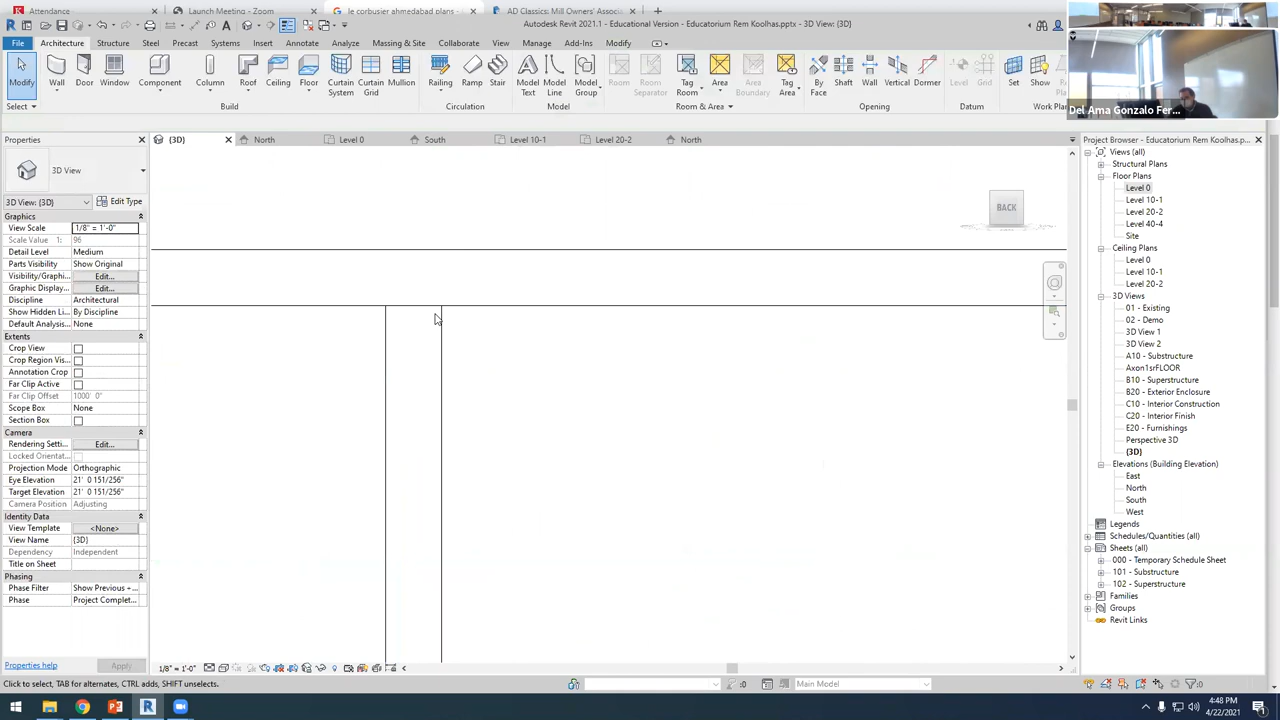 Attendance
Launch Meeting - Zoom
le corbusier ahmedabad plans -
AD Classics: Mill Owners' Assoc
Autodesk Revit 2021.1 - Educational Version - Educatorium Rem Koolhas.pptx - 3D View: {3D}
File
Architecture
Structure
Steel
Precast
Systems
Insert
Annotate
Analyze
Collaborate
View
Manage
Add-Ins
Modify
Modify
Wall
Door
Window
Component
Column
Roof
Ceiling
Floor
Curtain System
Curtain Grid
Mullion
Railing
Ramp
Stair
Model Text
Model Line
Model Group
Room
Room Separator
Tag Room
Area
Area Boundary
Tag Area
By Face
Shaft
Wall
Vertical
Dormer
Level
Grid
Set
Show
Select
Build
Circulation
Model
Room & Area
Opening
Datum
Work Plan
Del Ama Gonzalo Fer...
Properties
{3D}
North
Level 0
South
Level 10-1
Level 20-2
North
3D View
3D View: {3D}
Edit Type
Graphics
View Scale 1/8" = 1'-0"
Scale Value 1: 96
Detail Level Medium
Parts Visibility Show Original
Visibility/Graphi... Edit...
Graphic Display... Edit...
Discipline Architectural
Show Hidden Li... By Discipline
Default Analysis... None
Extents
Crop View
Crop Region Vis...
Annotation Crop
Far Clip Active
Far Clip Offset 1000' 0"
Scope Box None
Section Box
Camera
Rendering Setti... Edit...
Locked Orientat...
Projection Mode Orthographic
Eye Elevation 21' 0 151/256"
Target Elevation 21' 0 151/256"
Camera Position Adjusting
Identity Data
View Template <None>
View Name {3D}
Dependency Independent
Title on Sheet
Phasing
Phase Filter Show Previous + ...
Phase Project Complet...
Properties help
Apply
BACK
Project Browser - Educatorium Rem Koolhas.p...
Views (all)
Structural Plans
Floor Plans
Level 0
Level 10-1
Level 20-2
Level 40-4
Site
Ceiling Plans
Level 0
Level 10-1
Level 20-2
3D Views
01 - Existing
02 - Demo
3D View 1
3D View 2
A10 - Substructure
Axon1srFLOOR
B10 - Superstructure
B20 - Exterior Enclosure
C10 - Interior Construction
C20 - Interior Finish
E20 - Furnishings
Perspective 3D
{3D}
Elevations (Building Elevation)
East
North
South
West
Legends
Schedules/Quantities (all)
Sheets (all)
000 - Temporary Schedule Sheet
101 - Substructure
102 - Superstructure
Families
Groups
Revit Links
1/8" = 1'-0"
Click to select, TAB for alternates, CTRL adds, SHIFT unselects.
:0
Main Model
:0
4:48 PM
4/22/2021